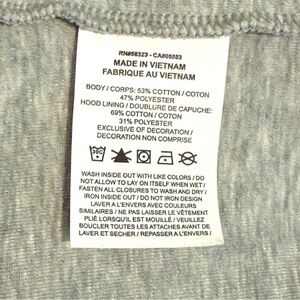 RN#56323 - CA#05553
MADE IN VIETNAM
FABRIQUE AU VIETNAM
BODY / CORPS: 53% COTTON / COTON
47% POLYESTER
HOOD LINING / DOUBLURE DE CAPUCHE:
69% COTTON / COTON
31% POLYESTER
EXCLUSIVE OF DECORATION /
DECORATION NON COMPRISE
WASH INSIDE OUT WITH LIKE COLORS / DO
NOT ALLOW TO LAY ON ITSELF WHEN WET /
FASTEN ALL CLOSURES TO WASH AND DRY /
IRON INSIDE OUT / DO NOT IRON DESIGN
LAVER A L'ENVERS AVEC COULEURS
SIMILAIRES / NE PAS LAISSER LE VÊTEMENT
PLIÉ LORSQU'IL EST MOUILLÉ / VEUILLEZ
BOUCLER TOUTES LES ATTACHES AVANT DE
LAVER ET SECHER / REPASSER A L'ENVERS /